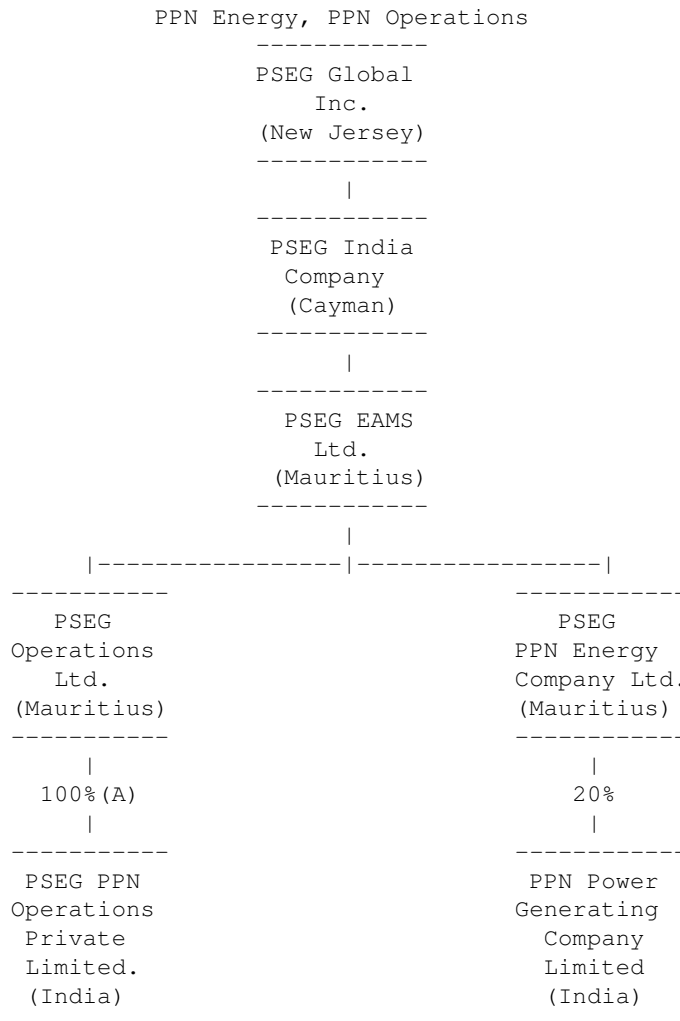 PPN Energy, PPN Operations
------------
PSEG Global
Inc.
(New Jersey)
------------
|
------------
PSEG India
Company
(Cayman)
------------
|
------------
PSEG EAMS
Ltd.
(Mauritius)
------------
|
|-----------------|-----------------|
----------- ------------
PSEG PSEG
Operations PPN Energy
Ltd. Company Ltd.
(Mauritius) (Mauritius)
----------- ------------
| |
100%(A) 20%
| |
----------- ------------
PSEG PPN PPN Power
Operations Generating
Private Company
Limited. Limited
(India) (India)